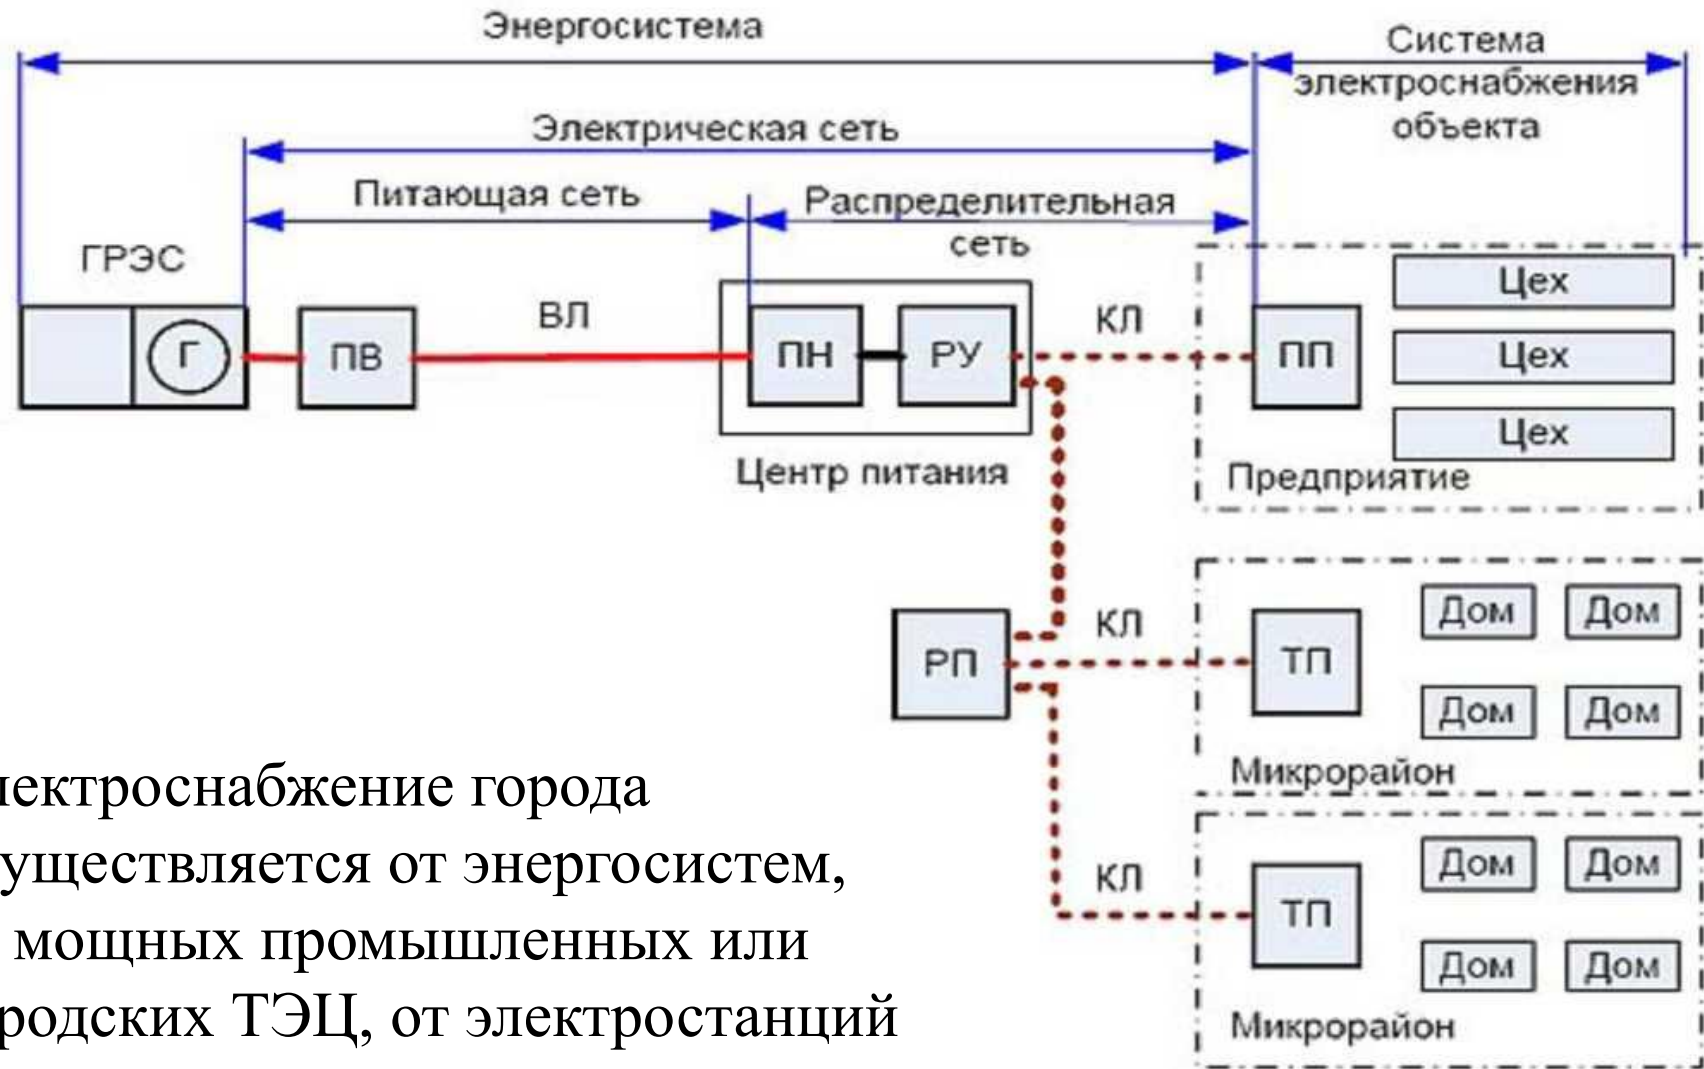 Энергосистема
Система
электроснабжения
объекта
Электрическая сеть
Питающая сеть
Распределительная
сеть
ГРЭС
Г
ПВ
ВЛ
ПН
РУ
КЛ
ПП
Цех
Цех
Цех
Центр питания
Предприятие
РП
КЛ
ТП
Дом Дом
Дом Дом
Микрорайон
КЛ
ТП
Дом Дом
Дом Дом
Микрорайон
лектроснабжение города
уществляется от энергосистем,
мощных промышленных или
родских ТЭЦ, от электростанций